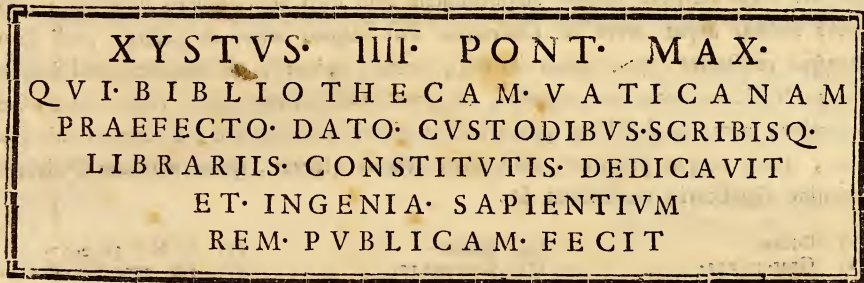 XYSTVS· IIII· PONT· MAX·
QVI· BIBLIOTHECAM· VATICANAM
PRAEFECTO· DATO· CVSTODIBVS·SCRIBISQ·
LIBRARIIS· CONSTITVTIS· DEDICAVIT
ET· INGENIA· SAPIENTIVM
REM· PVBLICAM· FECIT